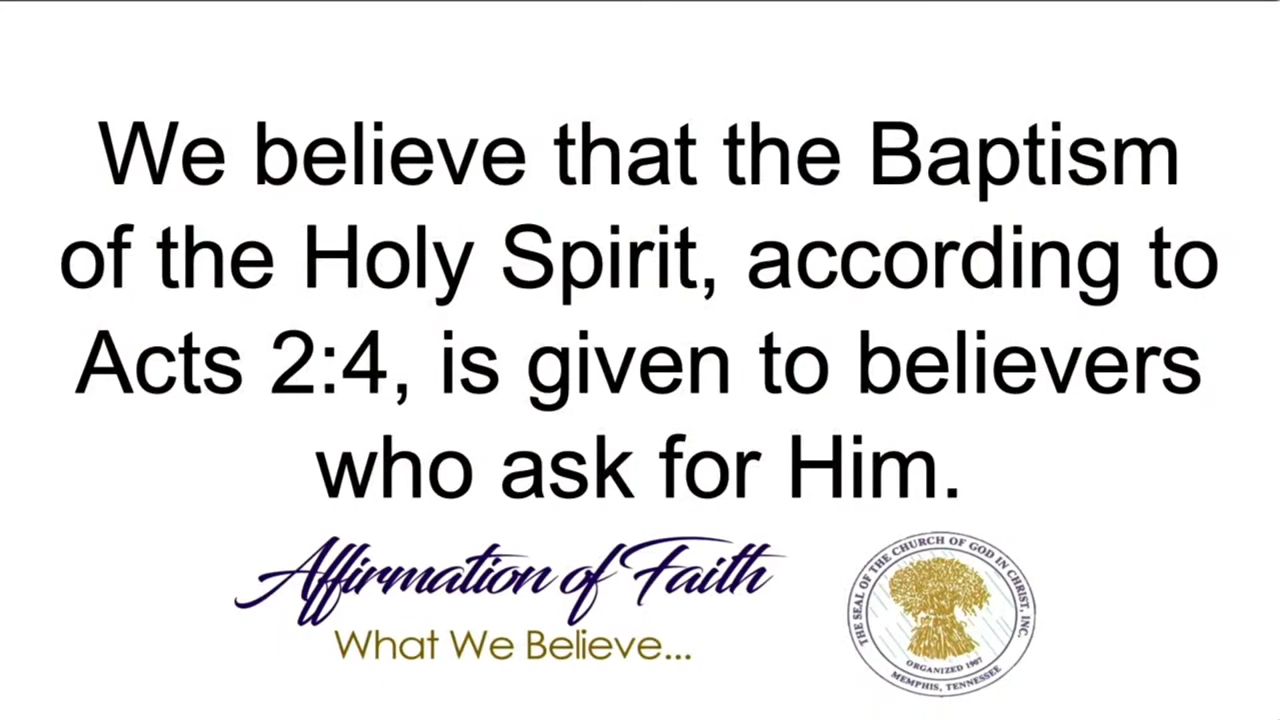 We believe that the Baptism
of the Holy Spirit, according to
Acts 2:4, is given to believers
who ask for Him.
Affirmation of Faith
What We Believe...
THE SEAL OF THE CHURCH OF GOD IN CHRIST, INC.
ORGANIZED 1907
MEMPHIS, TENNESSEE